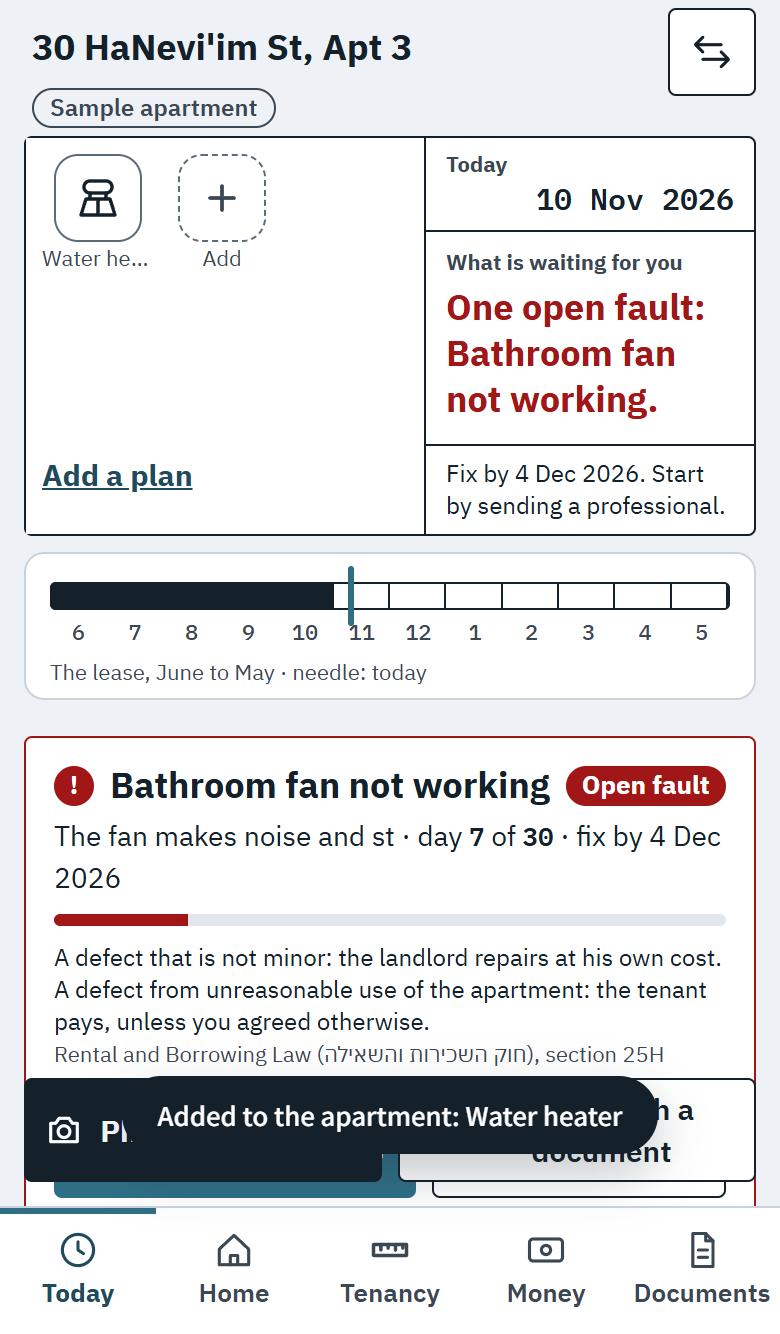 30 HaNevi'im St, Apt 3
Sample apartment
Water he...
Add
Add a plan
Today
10 Nov 2026
What is waiting for you
One open fault:
Bathroom fan
not working.
Fix by 4 Dec 2026. Start
by sending a professional.
6 7 8 9 10 11 12 1 2 3 4 5
The lease, June to May · needle: today
! Bathroom fan not working Open fault
The fan makes noise and st · day 7 of 30 · fix by 4 Dec
2026
A defect that is not minor: the landlord repairs at his own cost.
A defect from unreasonable use of the apartment: the tenant
pays, unless you agreed otherwise.
Rental and Borrowing Law (חוק השכירות והשאילה), section 25H
Added to the apartment: Water heater
a
document
Today
Home
Tenancy
Money
Documents